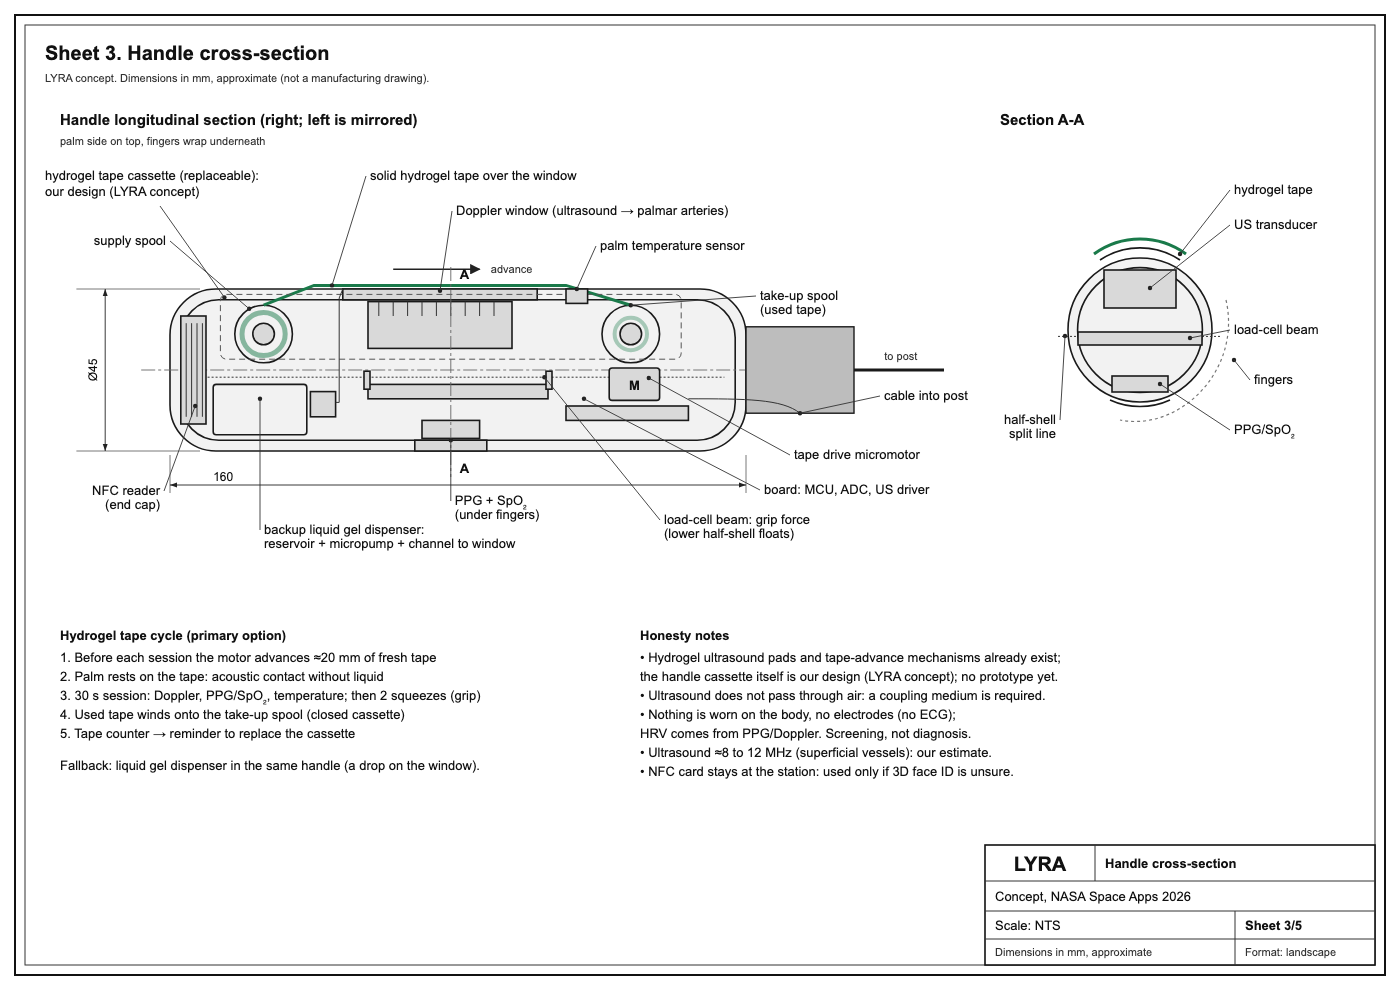 Sheet 3. Handle cross-section
LYRA concept. Dimensions in mm, approximate (not a manufacturing drawing).
Handle longitudinal section (right; left is mirrored)
palm side on top, fingers wrap underneath
Section A-A
hydrogel tape cassette (replaceable):
our design (LYRA concept)
solid hydrogel tape over the window
Doppler window (ultrasound → palmar arteries)
supply spool
palm temperature sensor
A
advance
take-up spool
(used tape)
to post
Ø45
M
cable into post
tape drive micromotor
A
160
NFC reader
(end cap)
PPG + SpO₂
(under fingers)
board: MCU, ADC, US driver
load-cell beam: grip force
(lower half-shell floats)
backup liquid gel dispenser:
reservoir + micropump + channel to window
hydrogel tape
US transducer
load-cell beam
fingers
half-shell
split line
PPG/SpO₂
Hydrogel tape cycle (primary option)
1. Before each session the motor advances ≈20 mm of fresh tape
2. Palm rests on the tape: acoustic contact without liquid
3. 30 s session: Doppler, PPG/SpO₂, temperature; then 2 squeezes (grip)
4. Used tape winds onto the take-up spool (closed cassette)
5. Tape counter → reminder to replace the cassette
Fallback: liquid gel dispenser in the same handle (a drop on the window).
Honesty notes
• Hydrogel ultrasound pads and tape-advance mechanisms already exist;
the handle cassette itself is our design (LYRA concept); no prototype yet.
• Ultrasound does not pass through air: a coupling medium is required.
• Nothing is worn on the body, no electrodes (no ECG);
HRV comes from PPG/Doppler. Screening, not diagnosis.
• Ultrasound ≈8 to 12 MHz (superficial vessels): our estimate.
• NFC card stays at the station: used only if 3D face ID is unsure.
LYRA
Handle cross-section
Concept, NASA Space Apps 2026
Scale: NTS
Sheet 3/5
Dimensions in mm, approximate
Format: landscape